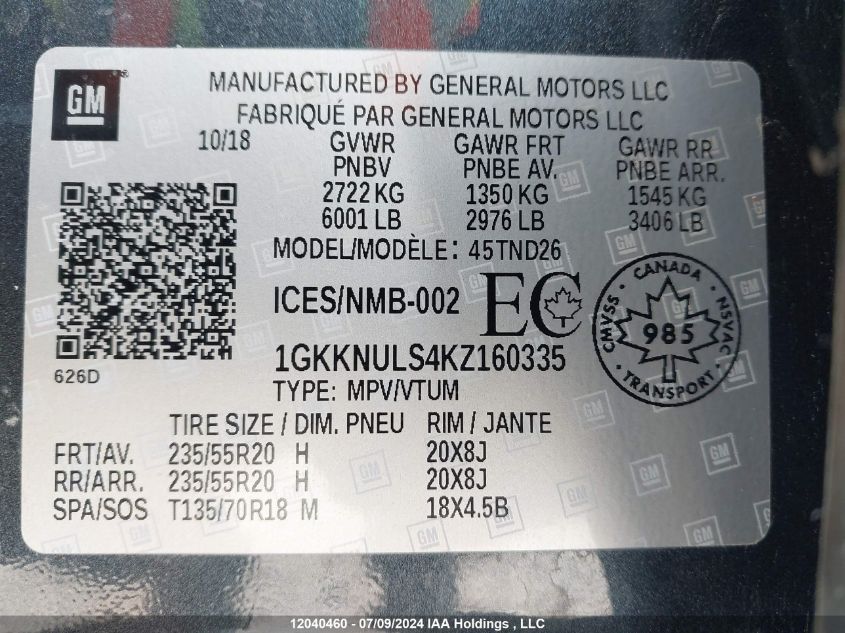 GM
MANUFACTURED BY GENERAL MOTORS LLC
FABRIQUÉ PAR GENERAL MOTORS LLC
10/18 GVWR GAWR FRT GAWR RR
PNBV PNBE AV. PNBE ARR.
2722 KG 1350 KG 1545 KG
6001 LB 2976 LB 3406 LB
MODEL/MODÈLE: 45TND26
ICES/NMB-002 EC
CANADA
CMVSS 985 NSVAC
TRANSPORT
1GKKNULS4KZ160335
626D
TYPE: MPV/VTUM
TIRE SIZE / DIM. PNEU RIM / JANTE
FRT/AV. 235/55R20 H 20X8J
RR/ARR. 235/55R20 H 20X8J
SPA/SOS T135/70R18 M 18X4.5B
12040460 - 07/09/2024 IAA Holdings , LLC